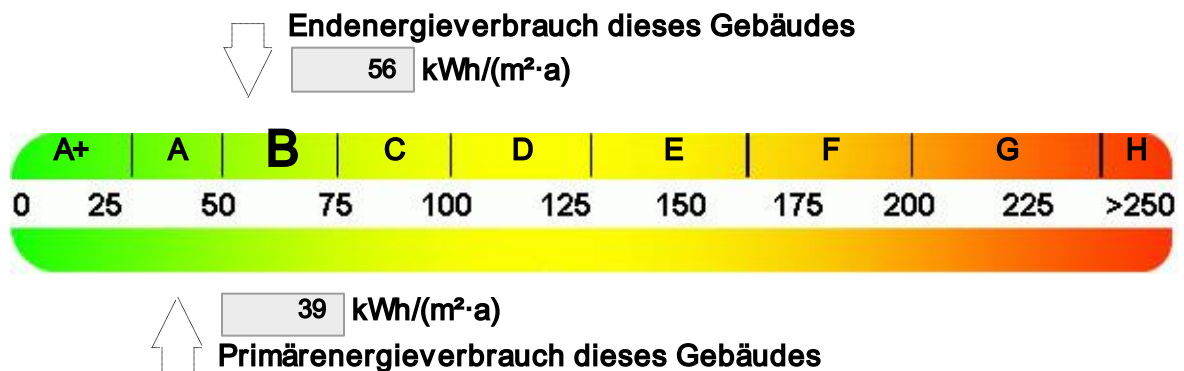 Endenergieverbrauch dieses Gebäudes
56 kWh/(m²·a)
A+ A B C D E F G H
0 25 50 75 100 125 150 175 200 225 >250
39 kWh/(m²·a)
Primärenergieverbrauch dieses Gebäudes